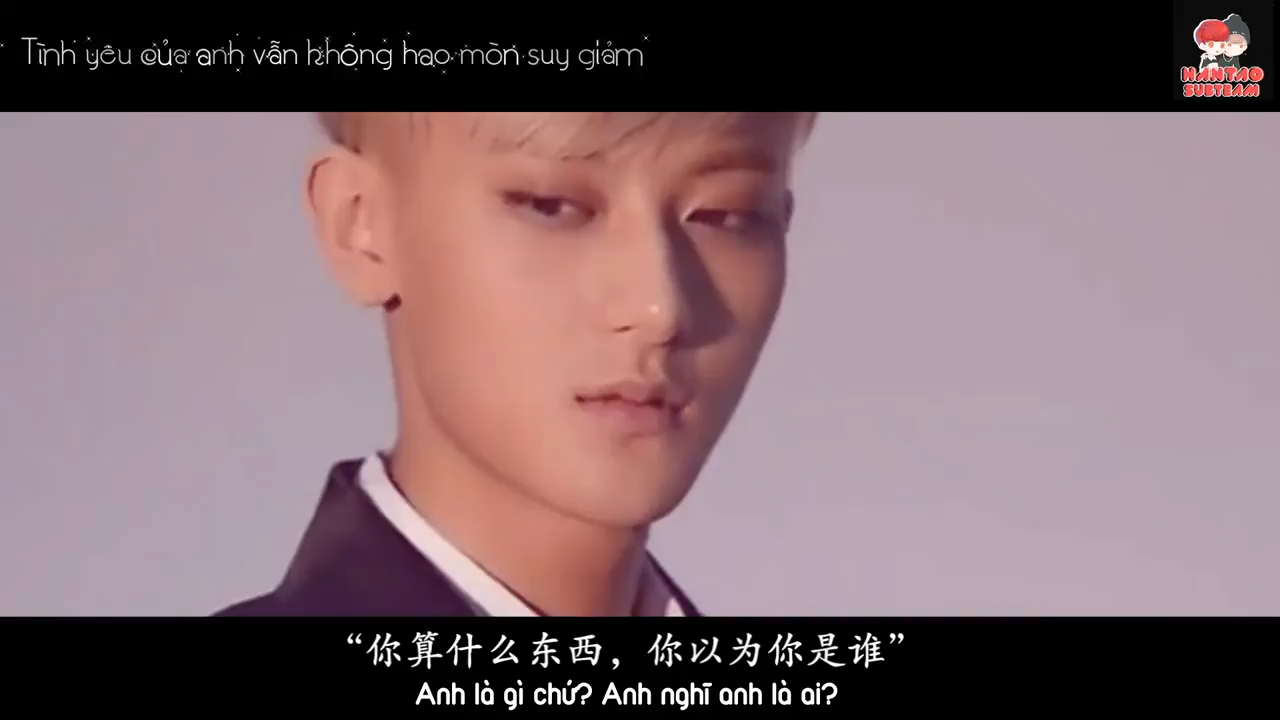 Tình yêu của anh vẫn không hao mòn suy giảm
HANTAO
SUBTEAM
“你算什么东西，你以为你是谁”
Anh là gì chứ? Anh nghĩ anh là ai?